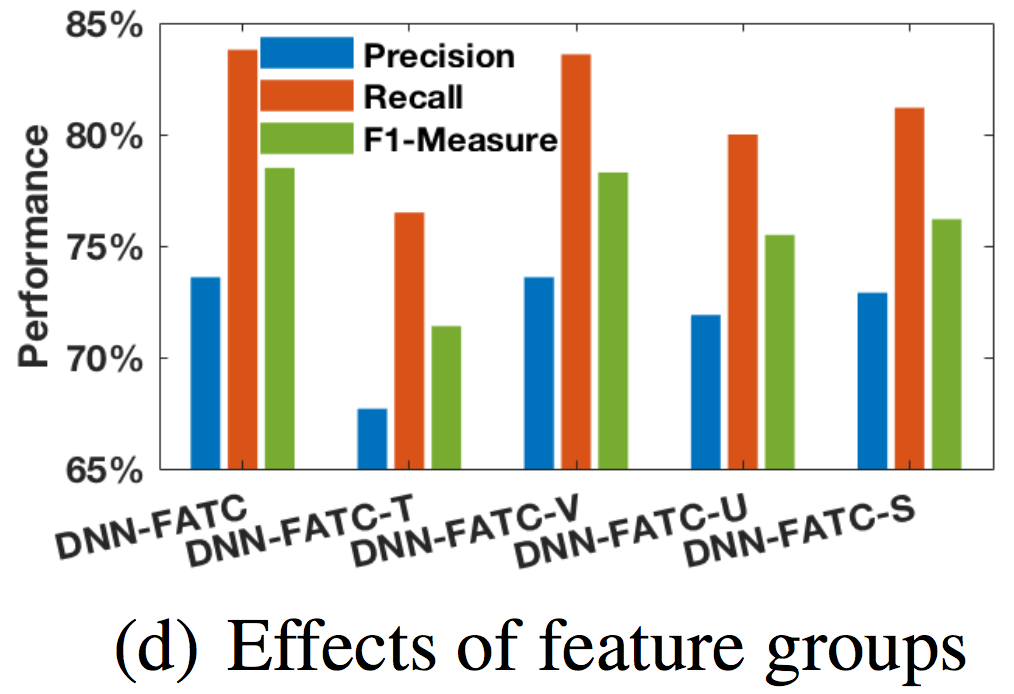 85%
80%
75%
70%
65%
Performance
Precision
Recall
F1-Measure
DNN-FATC
DNN-FATC-T
DNN-FATC-V
DNN-FATC-U
DNN-FATC-S
(d) Effects of feature groups